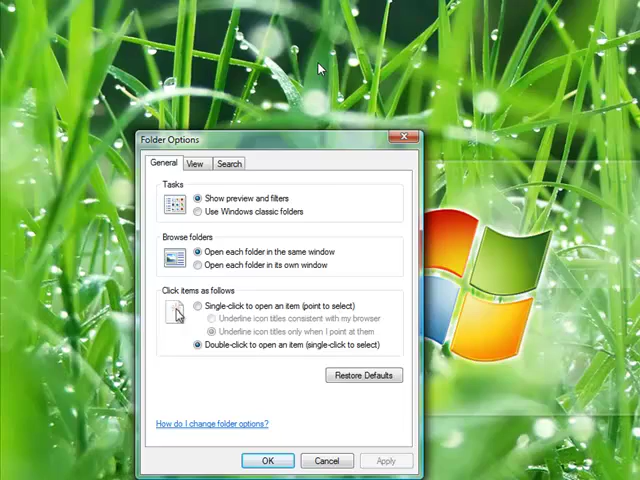 Folder Options
General
View
Search
Tasks
Show preview and filters
Use Windows classic folders
Browse folders
Open each folder in the same window
Open each folder in its own window
Click items as follows
Single-click to open an item (point to select)
Underline icon titles consistent with my browser
Underline icon titles only when I point at them
Double-click to open an item (single-click to select)
Restore Defaults
How do I change folder options?
OK
Cancel
Apply